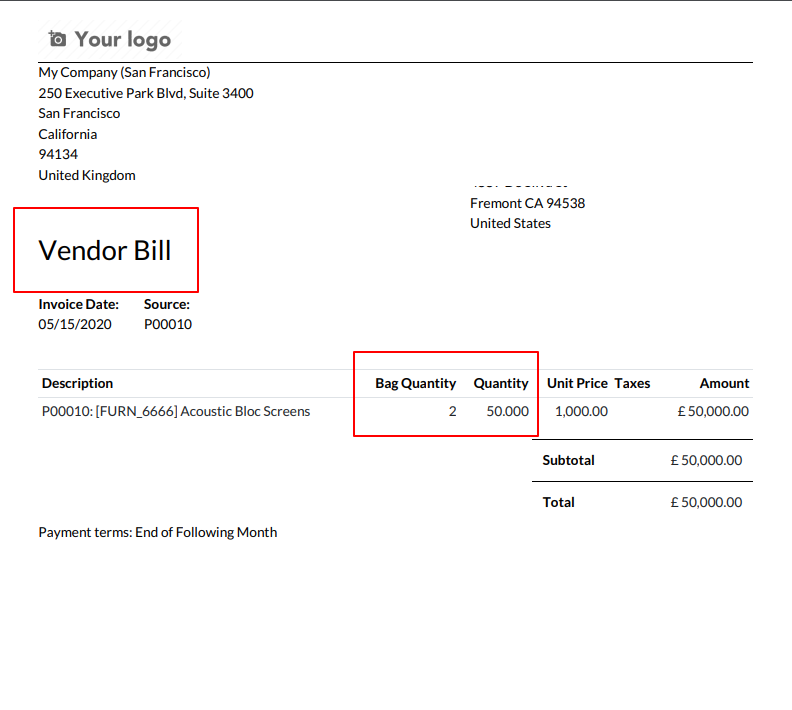 Your logo
My Company (San Francisco)
250 Executive Park Blvd, Suite 3400
San Francisco
California
94134
United Kingdom
Fremont CA 94538
United States
Vendor Bill
Invoice Date: Source:
05/15/2020 P00010
Description Bag Quantity Quantity Unit Price Taxes Amount
P00010: [FURN_6666] Acoustic Bloc Screens 2 50.000 1,000.00 £ 50,000.00
Subtotal £ 50,000.00
Total £ 50,000.00
Payment terms: End of Following Month